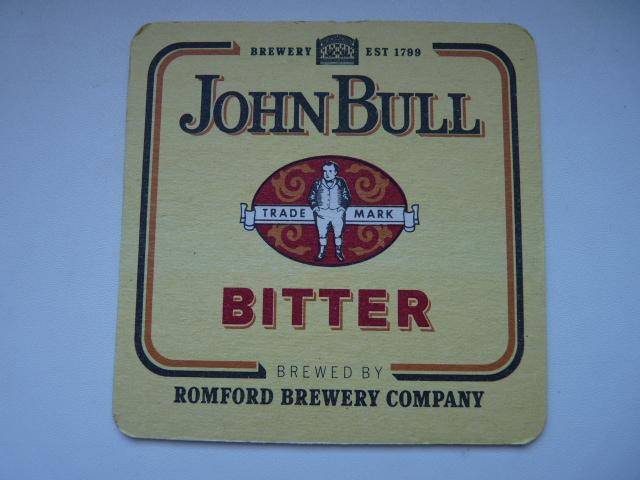 BREWERY EST 1799
JOHN BULL
TRADE MARK
BITTER
BREWED BY
ROMFORD BREWERY COMPANY